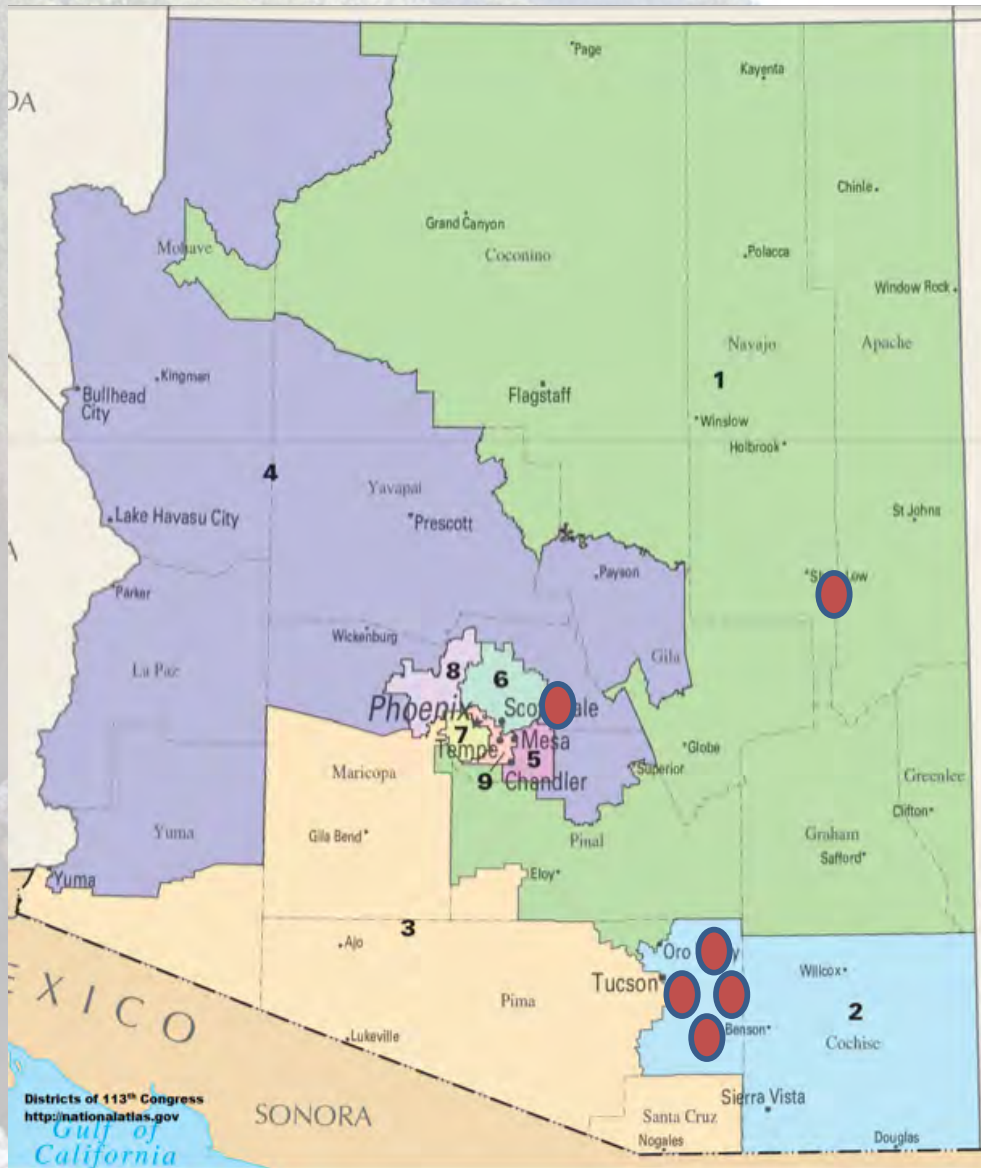 Page
Kayenta
DA
Chinle
Grand Canyon
Mohave
Coconino
Polacca
Window Rock
Navajo
Apache
1
Kingman
Bullhead
City
Flagstaff
Winslow
Holbrook
4
Yavapai
Lake Havasu City
Prescott
St Johns
Payson
Parker
Wickenburg
La Paz
8
6
Gila
Phoenix
7
Tempe
Mesa
5
9
Chandler
Globe
Superior
Maricopa
Greenlee
Clifton
Yuma
Gila Bend
Pinal
Graham
Safford
Eloy
Yuma
3
Ajo
Oro
Willcox
Tucson
Pima
2
Benson
Cochise
Lukeville
EXICO
Sierra Vista
Districts of 113th Congress
http://nationalatlas.gov
SONORA
Santa Cruz
Nogales
Douglas
Gulf of
California